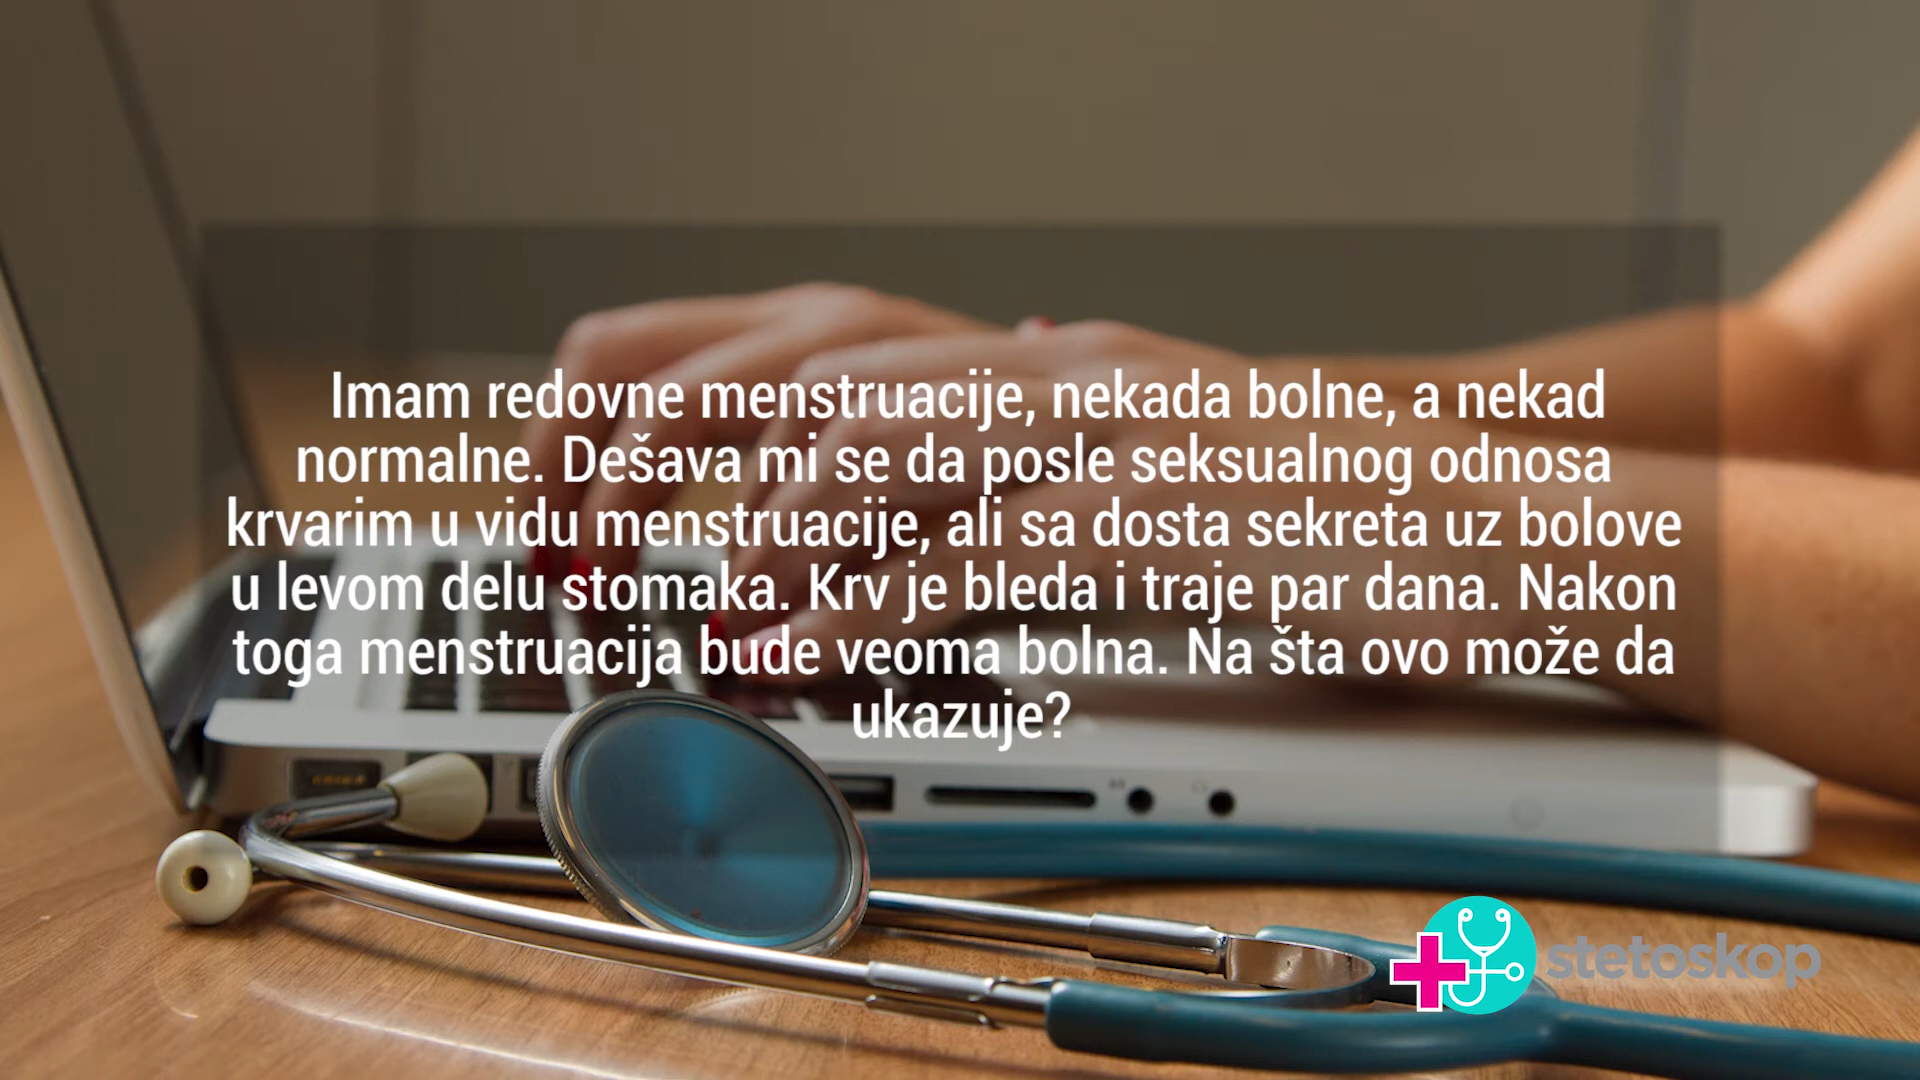 Imam redovne menstruacije, nekada bolne, a nekad
normalne. Dešava mi se da posle seksualnog odnosa
krvarim u vidu menstruacije, ali sa dosta sekreta uz bolove
u levom delu stomaka. Krv je bleda i traje par dana. Nakon
toga menstruacija bude veoma bolna. Na šta ovo može da
ukazuje?
stetoskop